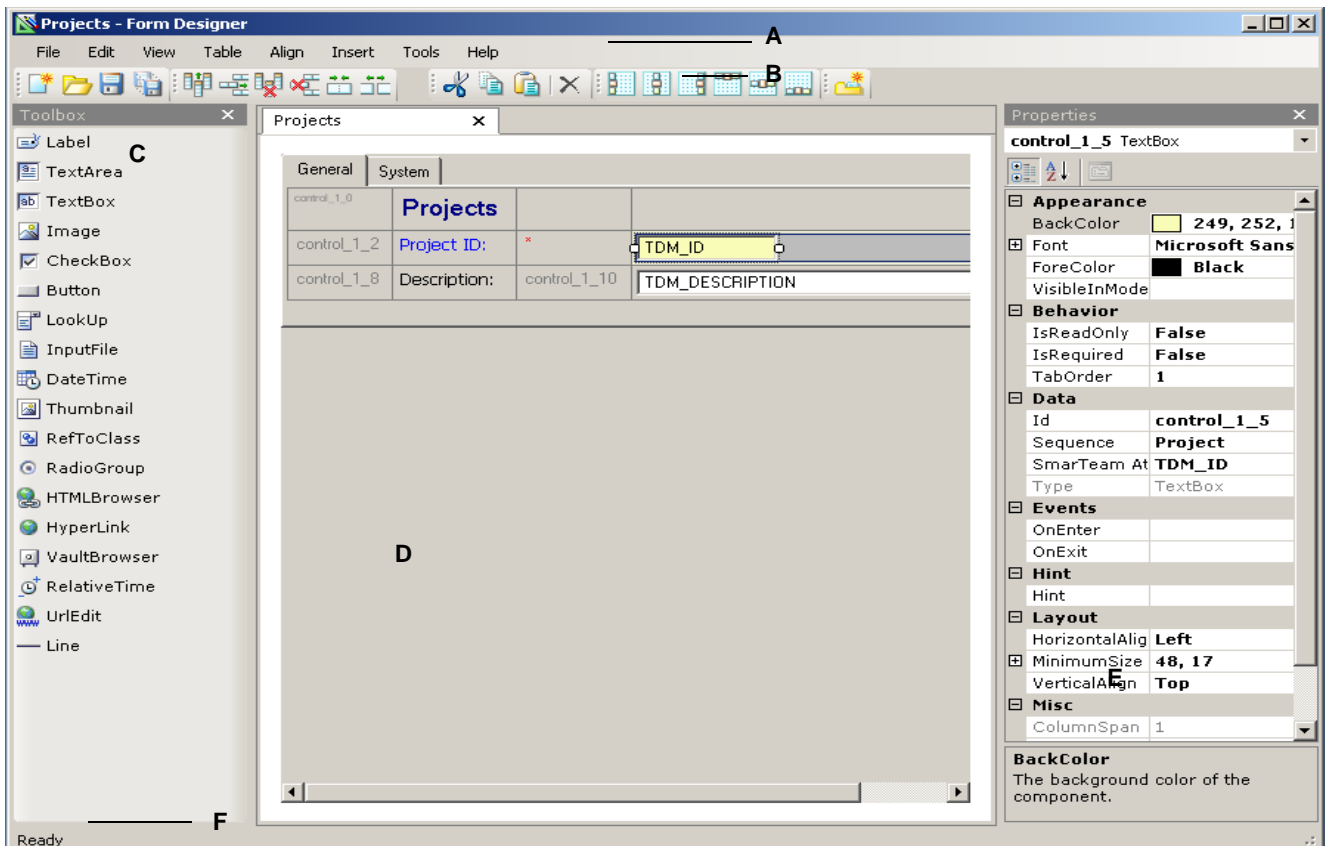 Projects - Form Designer
File Edit View Table Align Insert Tools Help
A
B
Toolbox
Label
TextArea
TextBox
Image
CheckBox
Button
LookUp
InputFile
DateTime
Thumbnail
RefToClass
RadioGroup
HTMLBrowser
HyperLink
VaultBrowser
RelativeTime
UrlEdit
Line
C
Projects
General System
control_1_0 Projects
control_1_2 Project ID: * TDM_ID
control_1_8 Description: control_1_10 TDM_DESCRIPTION
D
Properties
control_1_5 TextBox
Appearance
BackColor 249, 252, 1
Font Microsoft Sans
ForeColor Black
VisibleInMode
Behavior
IsReadOnly False
IsRequired False
TabOrder 1
Data
Id control_1_5
Sequence Project
SmarTeam At TDM_ID
Type TextBox
Events
OnEnter
OnExit
Hint
Hint
Layout
HorizontalAlig Left
MinimumSize 48, 17
VerticalAlign Top
E
Misc
ColumnSpan 1
BackColor
The background color of the
component.
F
Ready